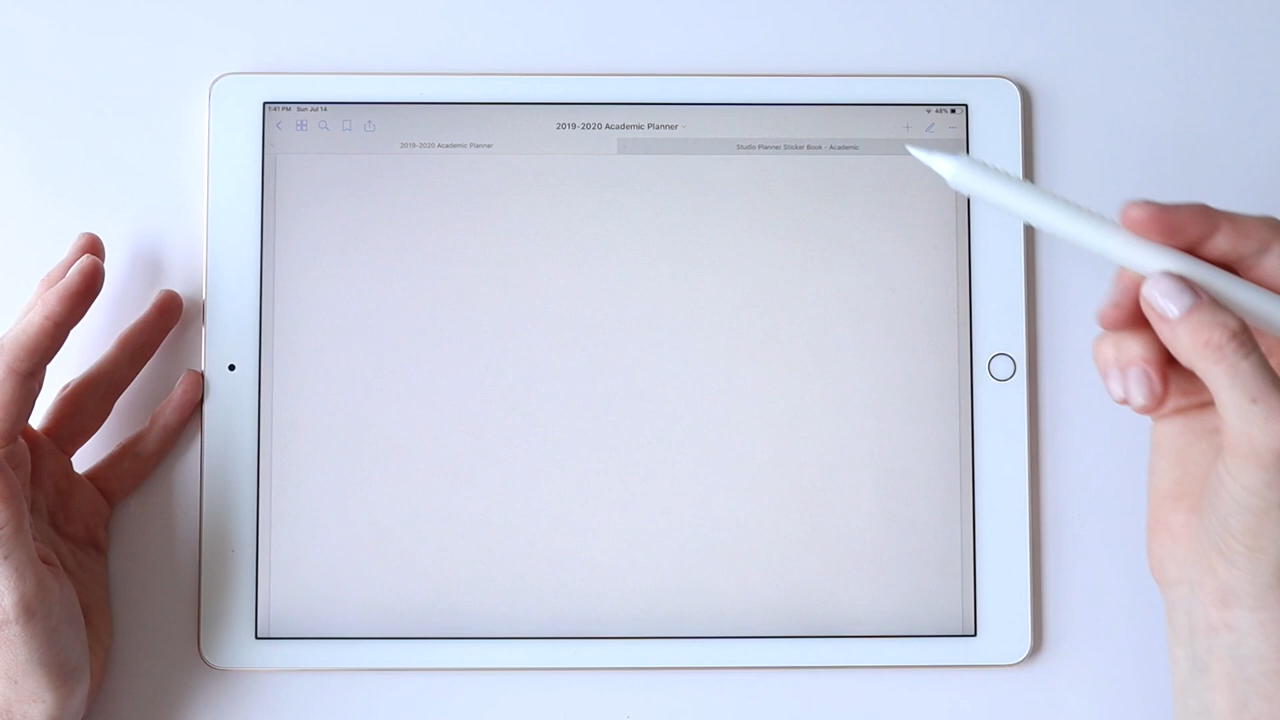 1:41 PM Sun Jul 14
48%
2019-2020 Academic Planner
2019-2020 Academic Planner
Studio Planner Sticker Book - Academic